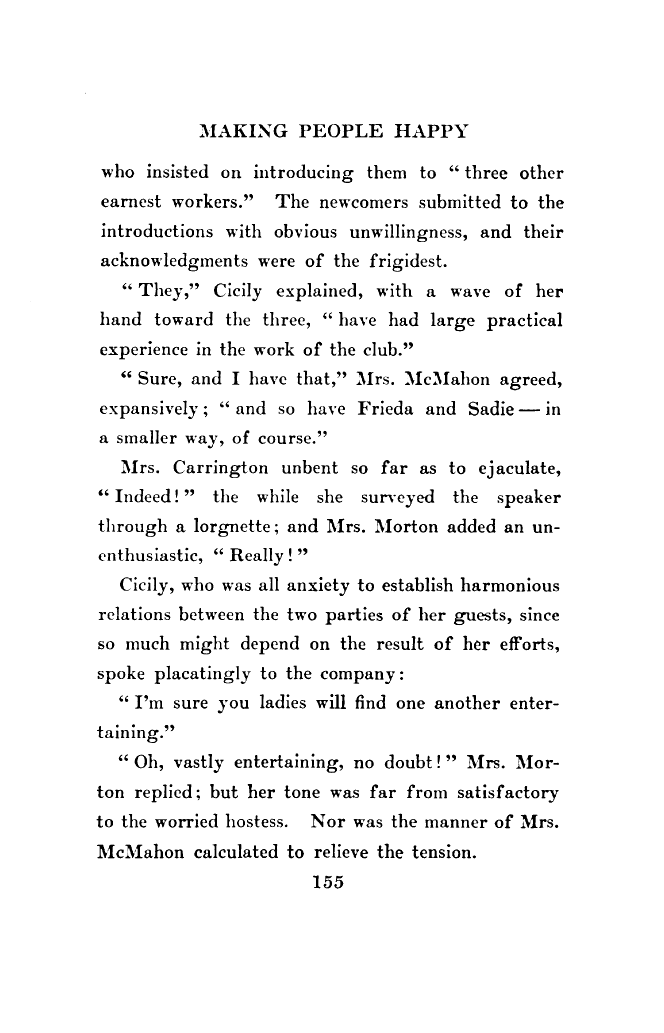 MAKING PEOPLE HAPPY
who insisted on introducing them to “ three other
earnest workers.” The newcomers submitted to the
introductions with obvious unwillingness, and their
acknowledgments were of the frigidest.
“ They,” Cicily explained, with a wave of her
hand toward the three, “ have had large practical
experience in the work of the club.”
“ Sure, and I have that,” Mrs. McMahon agreed,
expansively; “ and so have Frieda and Sadie — in
a smaller way, of course.”
Mrs. Carrington unbent so far as to ejaculate,
“ Indeed! ” the while she surveyed the speaker
through a lorgnette; and Mrs. Morton added an un-
enthusiastic, “ Really! ”
Cicily, who was all anxiety to establish harmonious
relations between the two parties of her guests, since
so much might depend on the result of her efforts,
spoke placatingly to the company:
“ I’m sure you ladies will find one another enter-
taining.”
“ Oh, vastly entertaining, no doubt! ” Mrs. Mor-
ton replied; but her tone was far from satisfactory
to the worried hostess. Nor was the manner of Mrs.
McMahon calculated to relieve the tension.
155